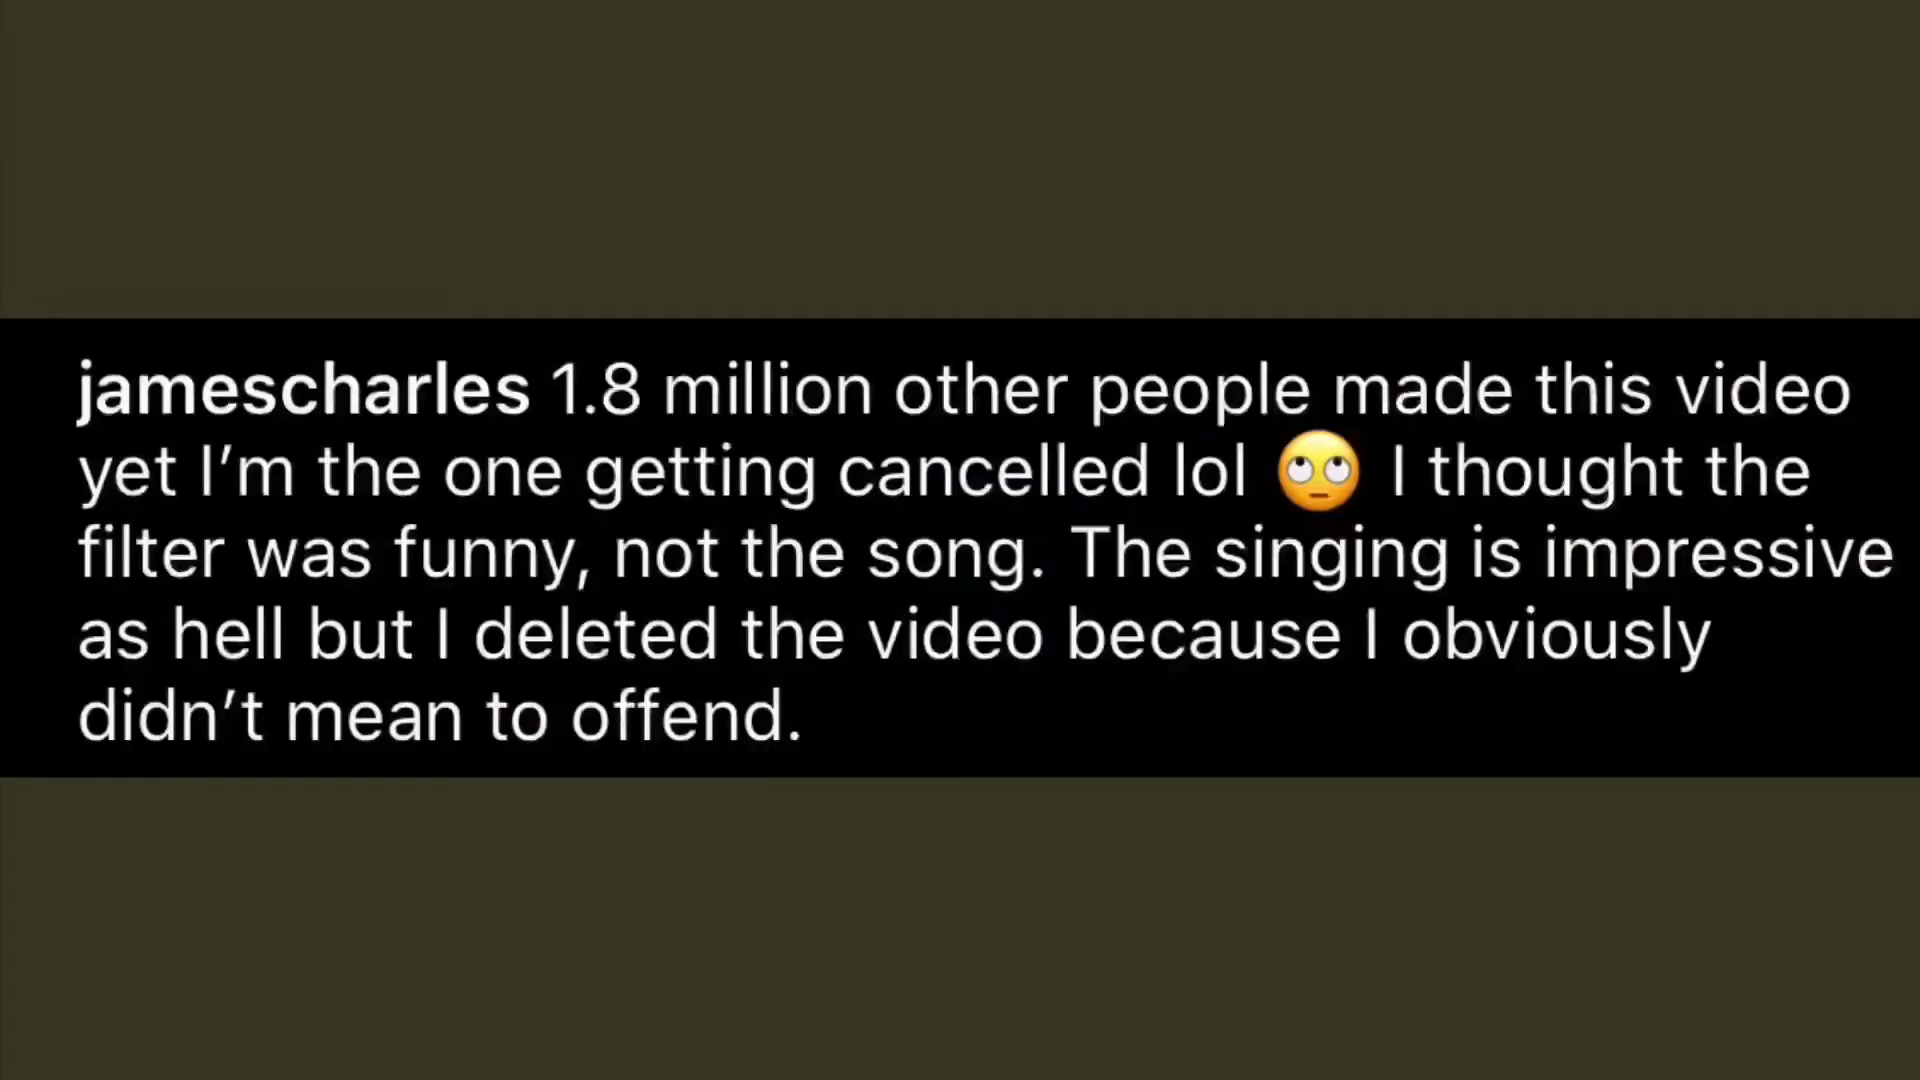 jamescharles 1.8 million other people made this video
yet I’m the one getting cancelled lol 🙄 I thought the
filter was funny, not the song. The singing is impressive
as hell but I deleted the video because I obviously
didn’t mean to offend.